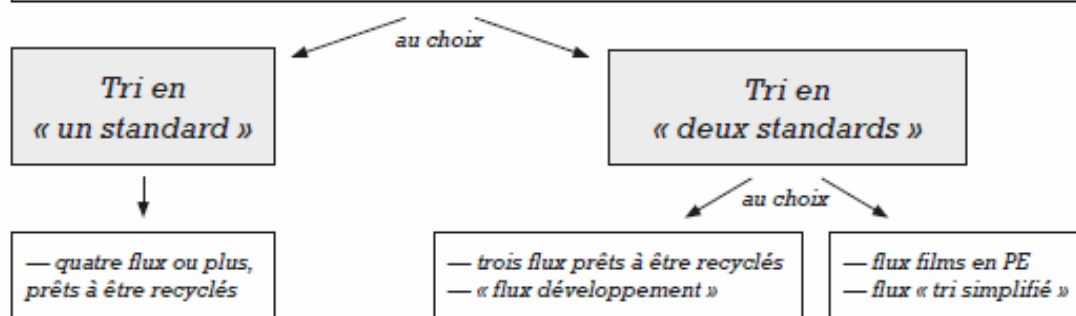 au choix
Tri en
« un standard »
Tri en
« deux standards »
au choix
— quatre flux ou plus,
prêts à être recyclés
— trois flux prêts à être recyclés
— « flux développement »
— flux films en PE
— flux « tri simplifié »